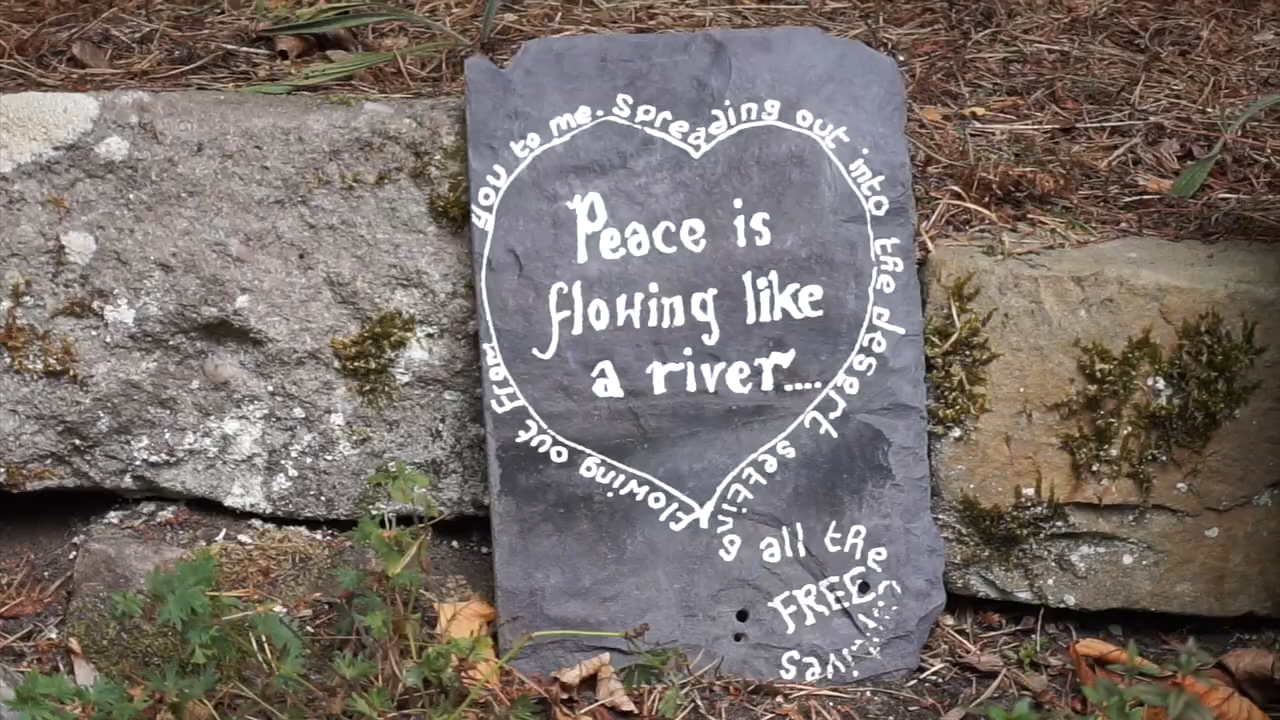 Peace is
flowing like
a river....
flowing out from
you to me. Spreading out into the desert setting
all the
captives
FREE